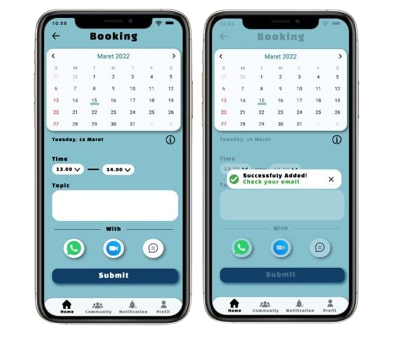 10:58
Booking
Maret 2022
S M T W T F S
27 28 1 2 3 4 5
6 7 8 9 10 11 12
13 14 15 16 17 18 19
20 21 22 23 24 25 26
27 28 29 30 31 1 2
Tuesday, 15 Maret
Time
13.00 — 14.00
Topic
With
Submit
Home Community Notification Profil
Booking
Maret 2022
S M T W T F S
27 28 1 2 3 4 5
6 7 8 9 10 11 12
13 14 15 16 17 18 19
20 21 22 23 24 25 26
27 28 29 30 31 1 2
Tuesday, 15 Maret
Time
Successfuly Added!
Check your email
With
Submit
Home Community Notification Profil